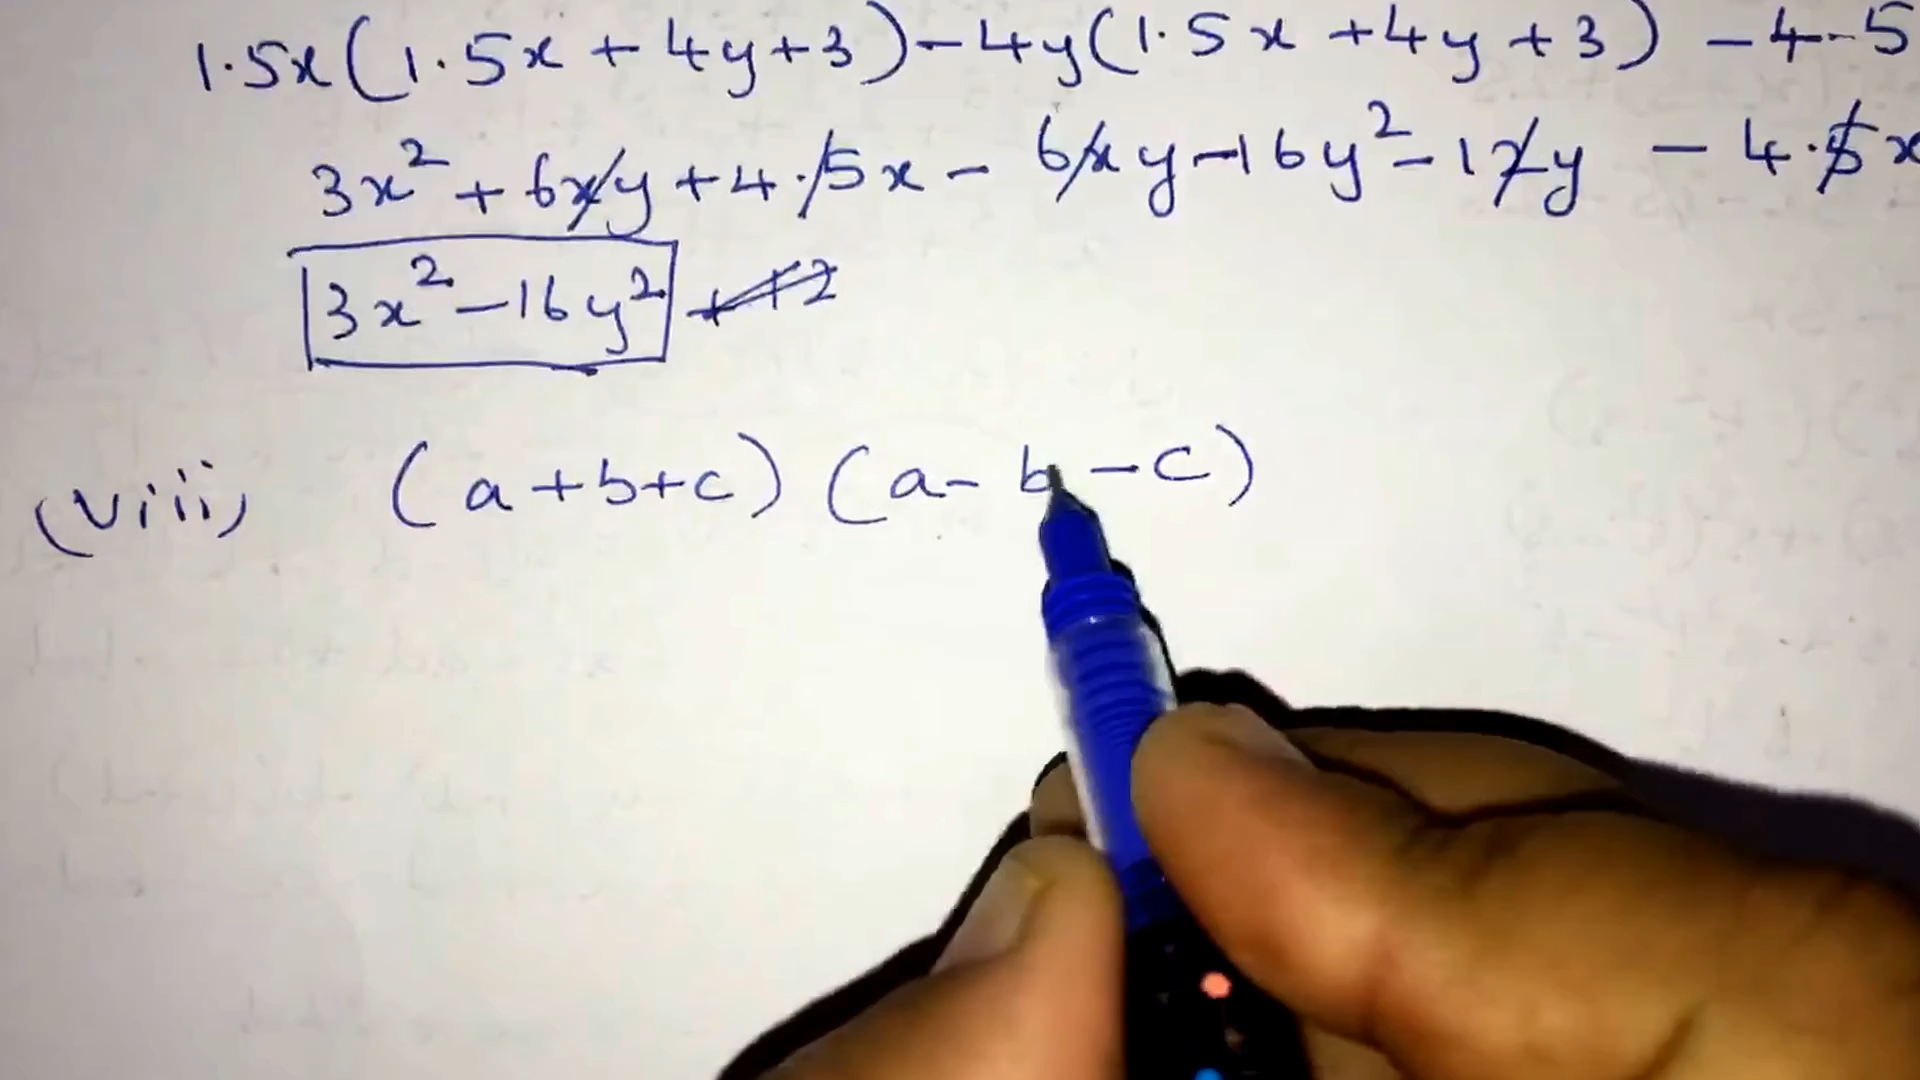 1.5x(1.5x + 4y+3) - 4y(1.5x + 4y + 3) - 4.5
3x² + 6xy + 4.5x - 6xy - 16y² - 12y - 4.5x
3x² - 16y² + 12
(viii) (a+b+c) (a - b - c)